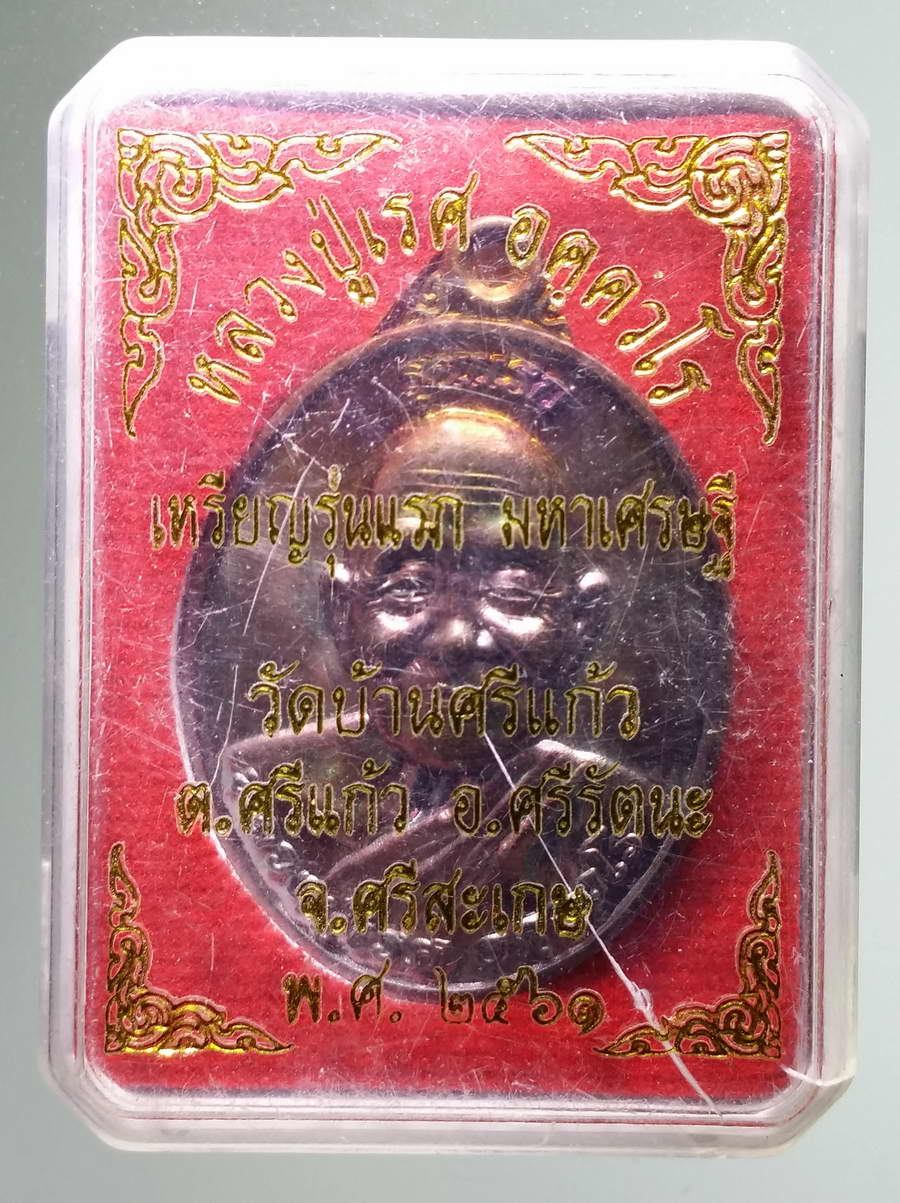 หลวงปู่เรศ อคฺควโร
เหรียญรุ่นแรก มหาเศรษฐี
วัดบ้านศรีแก้ว
ต.ศรีแก้ว อ.ศรีรัตนะ
จ.ศรีสะเกษ
พ.ศ. ๒๕๖๑